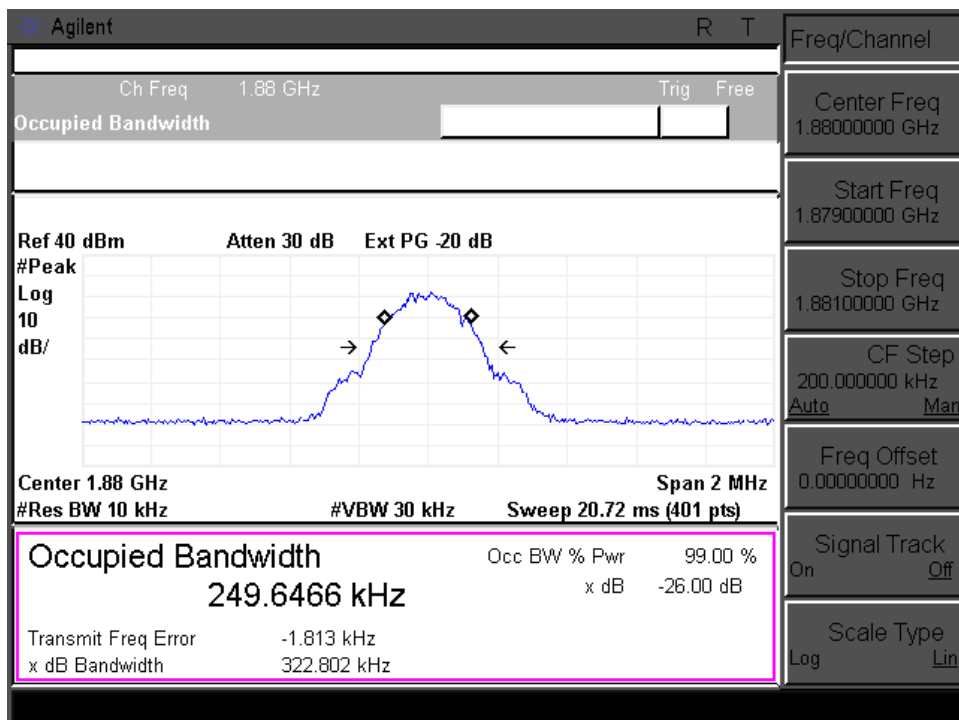 Agilent R T
Freq/Channel
Ch Freq 1.88 GHz Trig Free
Occupied Bandwidth
Center Freq
1.88000000 GHz
Start Freq
1.87900000 GHz
Stop Freq
1.88100000 GHz
CF Step
200.000000 kHz
Auto Man
Freq Offset
0.00000000 Hz
Signal Track
On Off
Scale Type
Log Lin
Ref 40 dBm Atten 30 dB Ext PG -20 dB
#Peak
Log
10
dB/
Center 1.88 GHz Span 2 MHz
#Res BW 10 kHz #VBW 30 kHz Sweep 20.72 ms (401 pts)
Occupied Bandwidth Occ BW % Pwr 99.00 %
249.6466 kHz x dB -26.00 dB
Transmit Freq Error -1.813 kHz
x dB Bandwidth 322.802 kHz